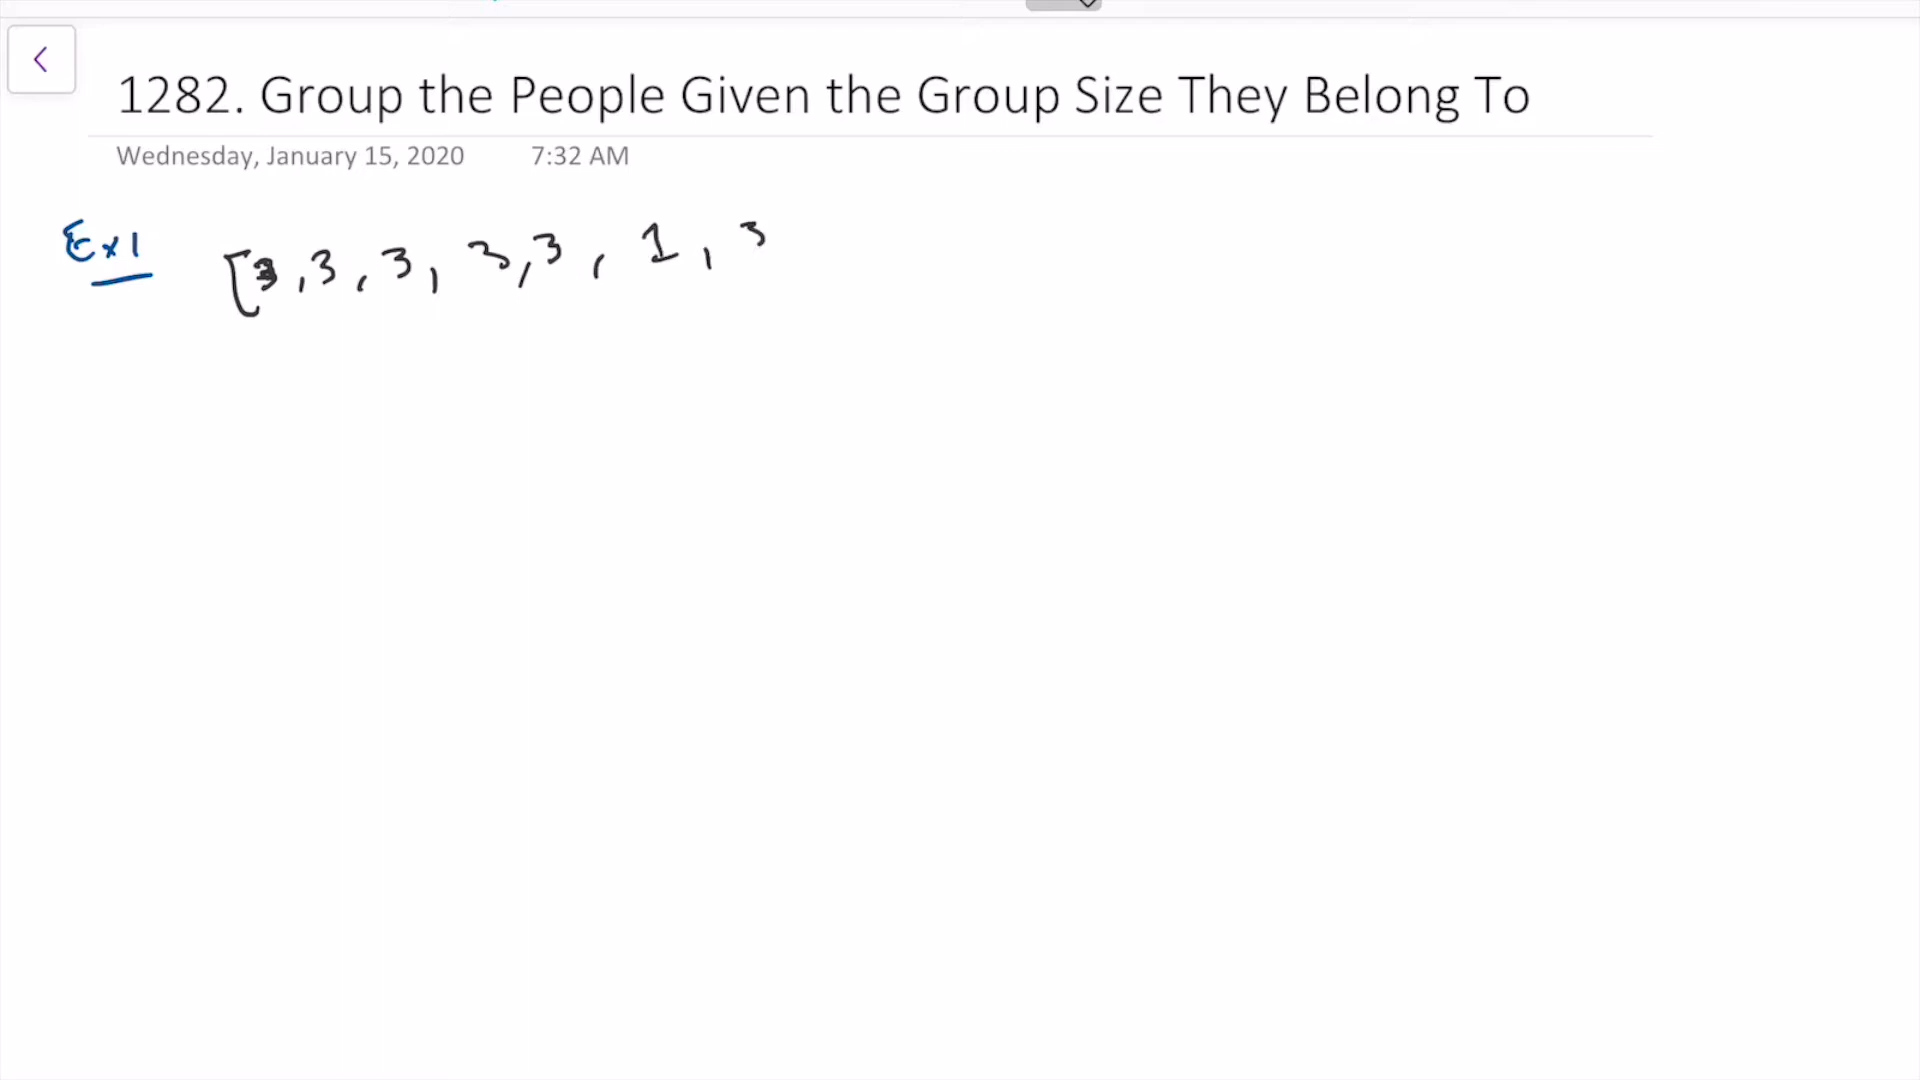 1282. Group the People Given the Group Size They Belong To
Wednesday, January 15, 2020 7:32 AM
Ex1 [3,3,3,3,3,1,3